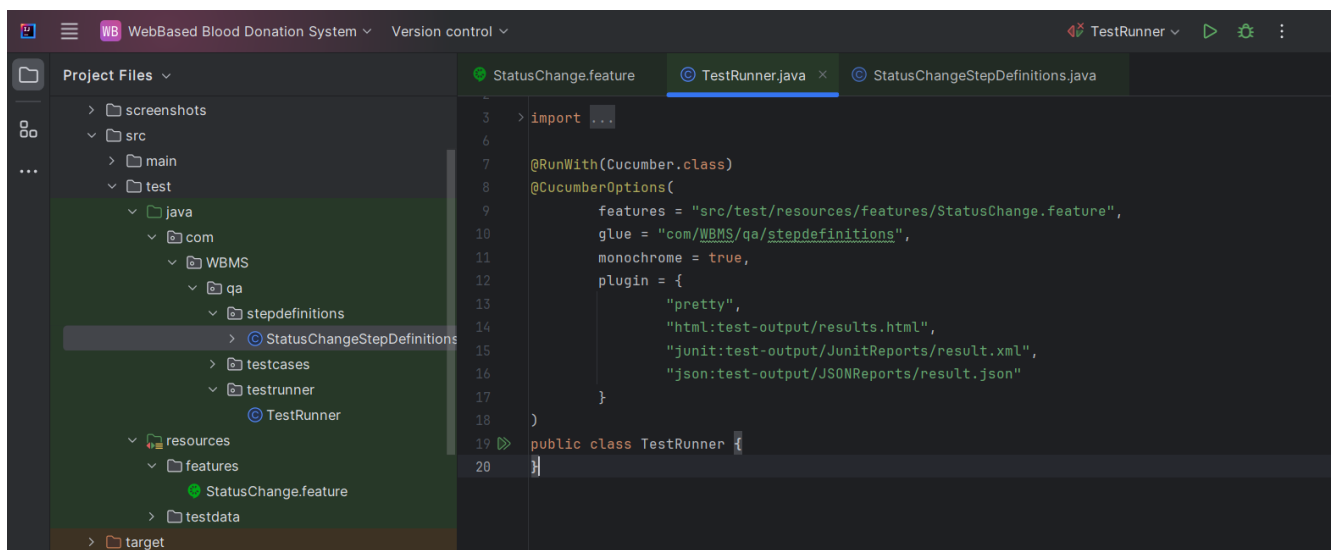 WB WebBased Blood Donation System Version control TestRunner
Project Files
StatusChange.feature TestRunner.java × StatusChangeStepDefinitions.java
screenshots
src
main
test
java
com
WBMS
qa
stepdefinitions
StatusChangeStepDefinitions
testcases
testrunner
TestRunner
resources
features
StatusChange.feature
testdata
target
3 import ...
6
7 @RunWith(Cucumber.class)
8 @CucumberOptions(
9 features = "src/test/resources/features/StatusChange.feature",
10 glue = "com/WBMS/qa/stepdefinitions",
11 monochrome = true,
12 plugin = {
13 "pretty",
14 "html:test-output/results.html",
15 "junit:test-output/JunitReports/result.xml",
16 "json:test-output/JSONReports/result.json"
17 }
18 )
19 public class TestRunner {
20 }